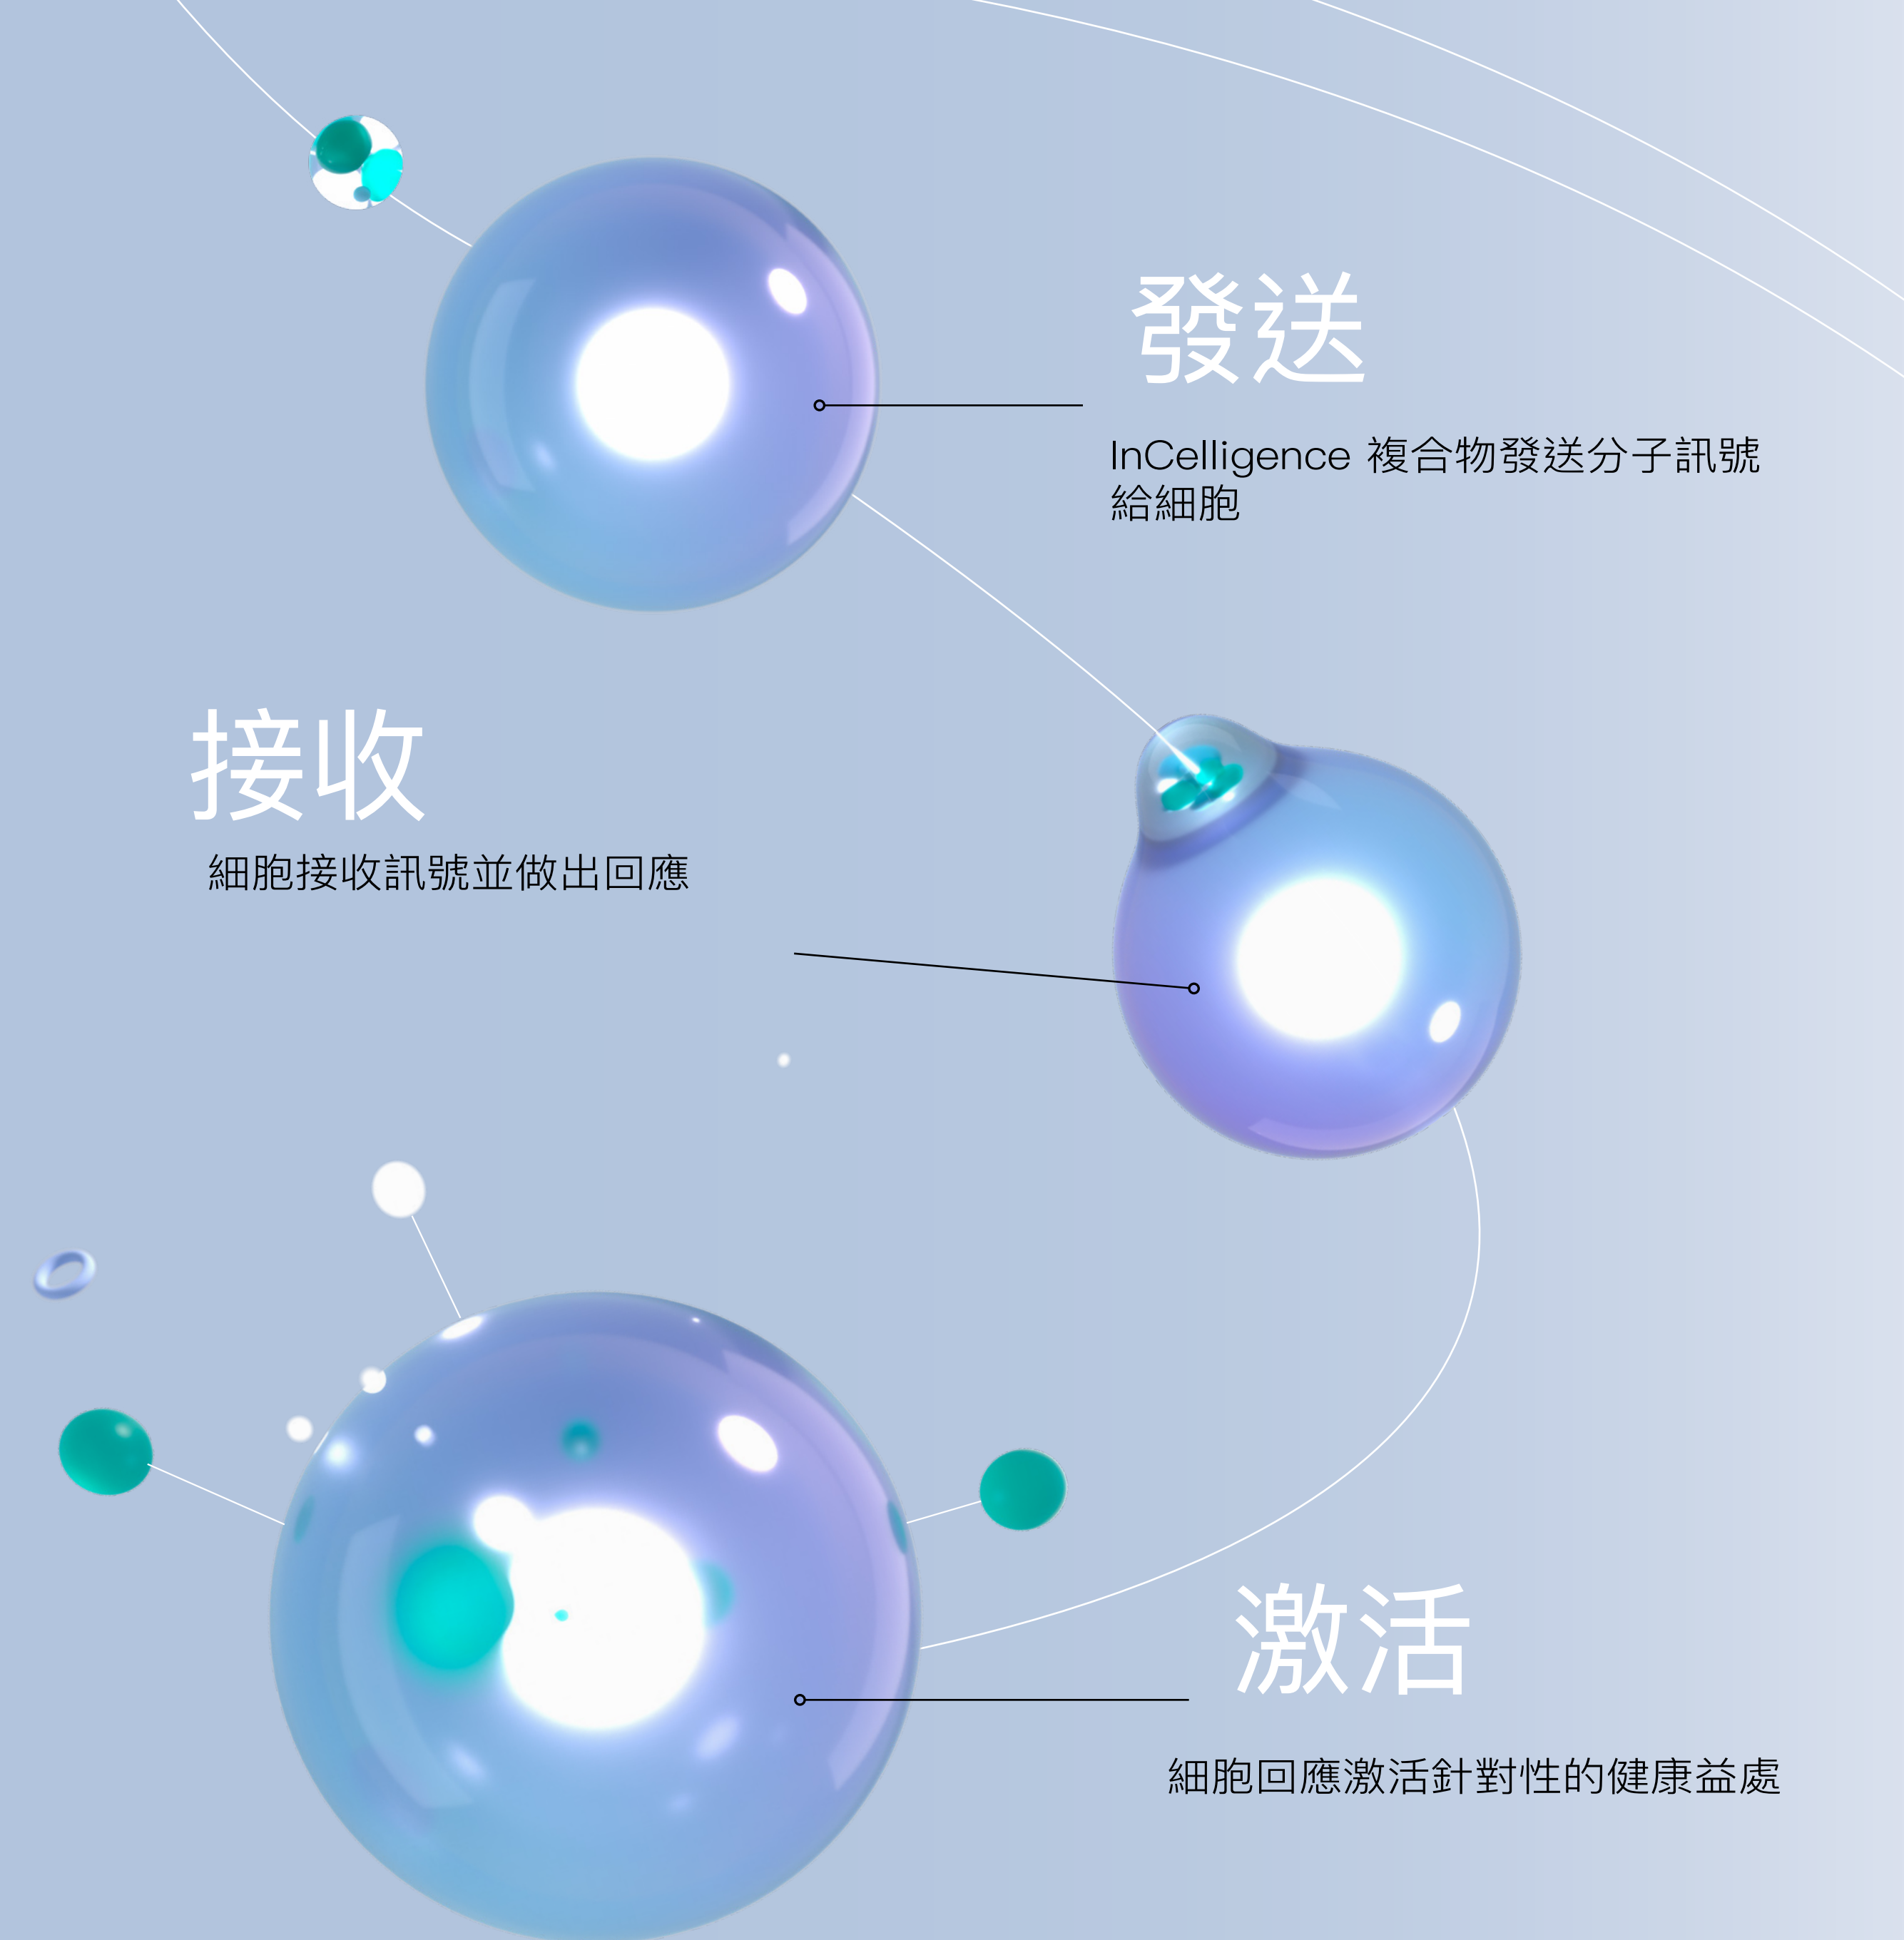 發送
InCelligence 複合物發送分子訊號
給細胞
接收
細胞接收訊號並做出回應
激活
細胞回應激活針對性的健康益處